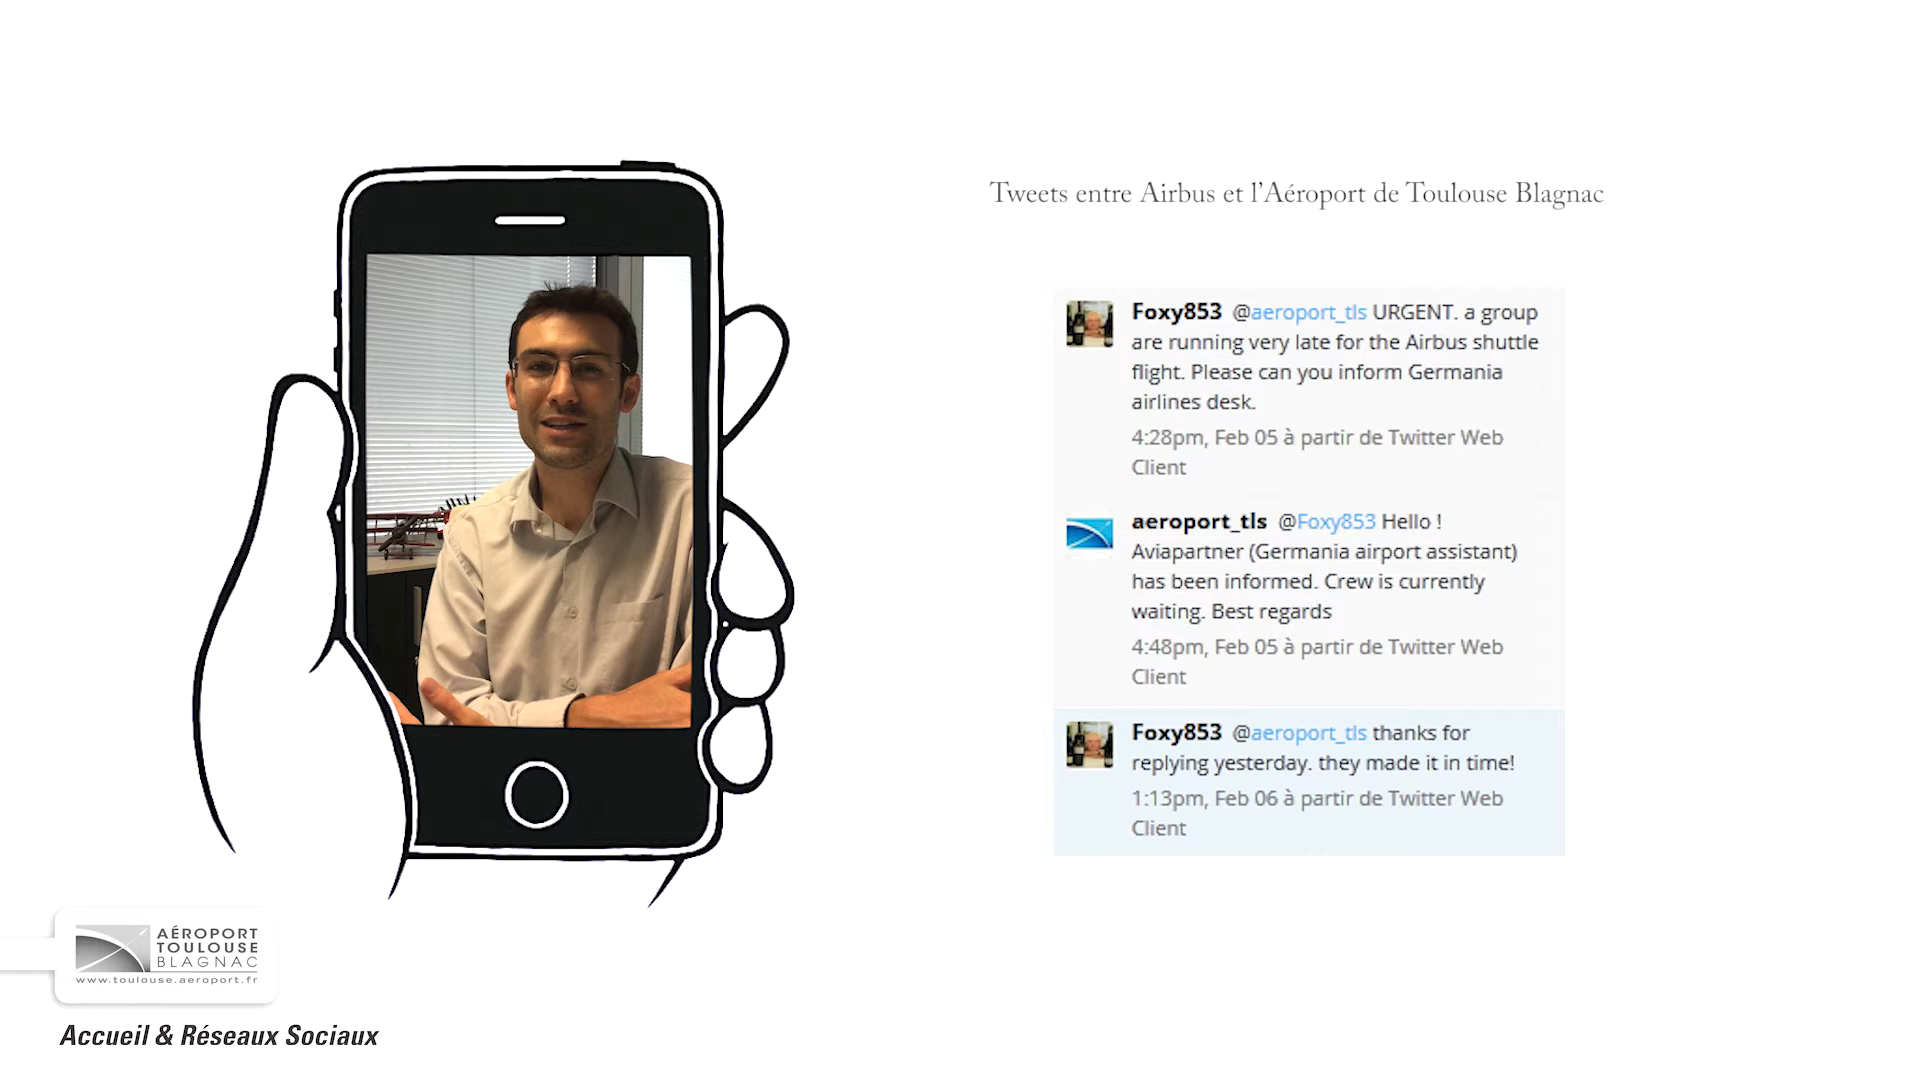 Tweets entre Airbus et l'Aéroport de Toulouse Blagnac
Foxy853 @aeroport_tls URGENT. a group
are running very late for the Airbus shuttle
flight. Please can you inform Germania
airlines desk.
4:28pm, Feb 05 à partir de Twitter Web
Client
aeroport_tls @Foxy853 Hello !
Aviapartner (Germania airport assistant)
has been informed. Crew is currently
waiting. Best regards
4:48pm, Feb 05 à partir de Twitter Web
Client
Foxy853 @aeroport_tls thanks for
replying yesterday. they made it in time!
1:13pm, Feb 06 à partir de Twitter Web
Client
AÉROPORT
TOULOUSE
BLAGNAC
www.toulouse.aeroport.fr
Accueil & Réseaux Sociaux